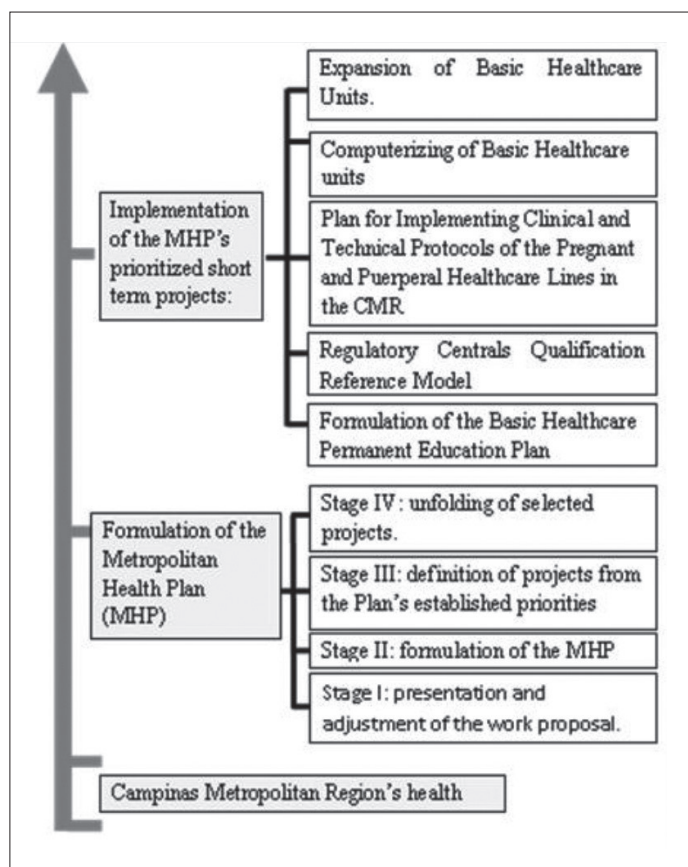 Expansion of Basic Healthcare
Units.
Computerizing of Basic Healthcare
units
Implementation
of the MHP's
prioritized short
term projects:
Plan for Implementing Clinical and
Technical Protocols of the Pregnant
and Puerperal Healthcare Lines in
the CMR
Regulatory Centrals Qualification
Reference Model
Formulation of the Basic Healthcare
Permanent Education Plan
Formulation of the
Metropolitan
Health Plan
(MHP)
Stage IV: unfolding of selected
projects.
Stage III: definition of projects from
the Plan's established priorities
Stage II: formulation of the MHP
Stage I: presentation and
adjustment of the work proposal.
Campinas Metropolitan Region's health